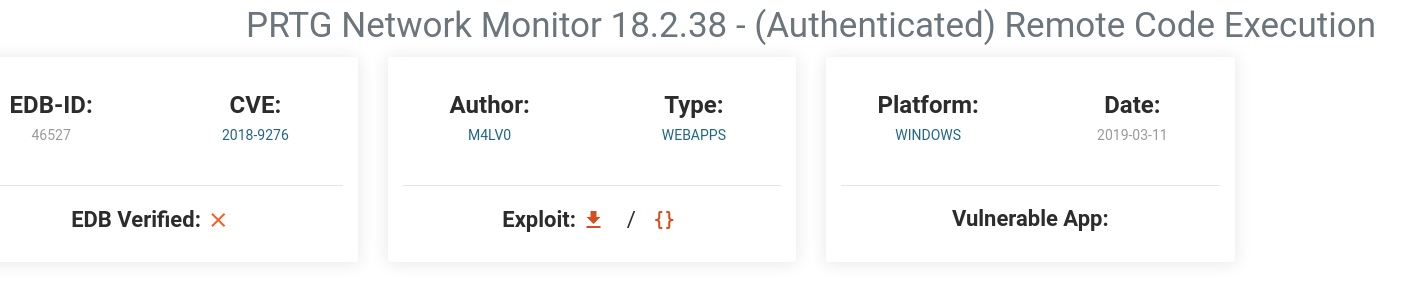 PRTG Network Monitor 18.2.38 - (Authenticated) Remote Code Execution
EDB-ID:
46527
CVE:
2018-9276
EDB Verified:
Author:
M4LV0
Type:
WEBAPPS
Exploit: / {}
Platform:
WINDOWS
Date:
2019-03-11
Vulnerable App: